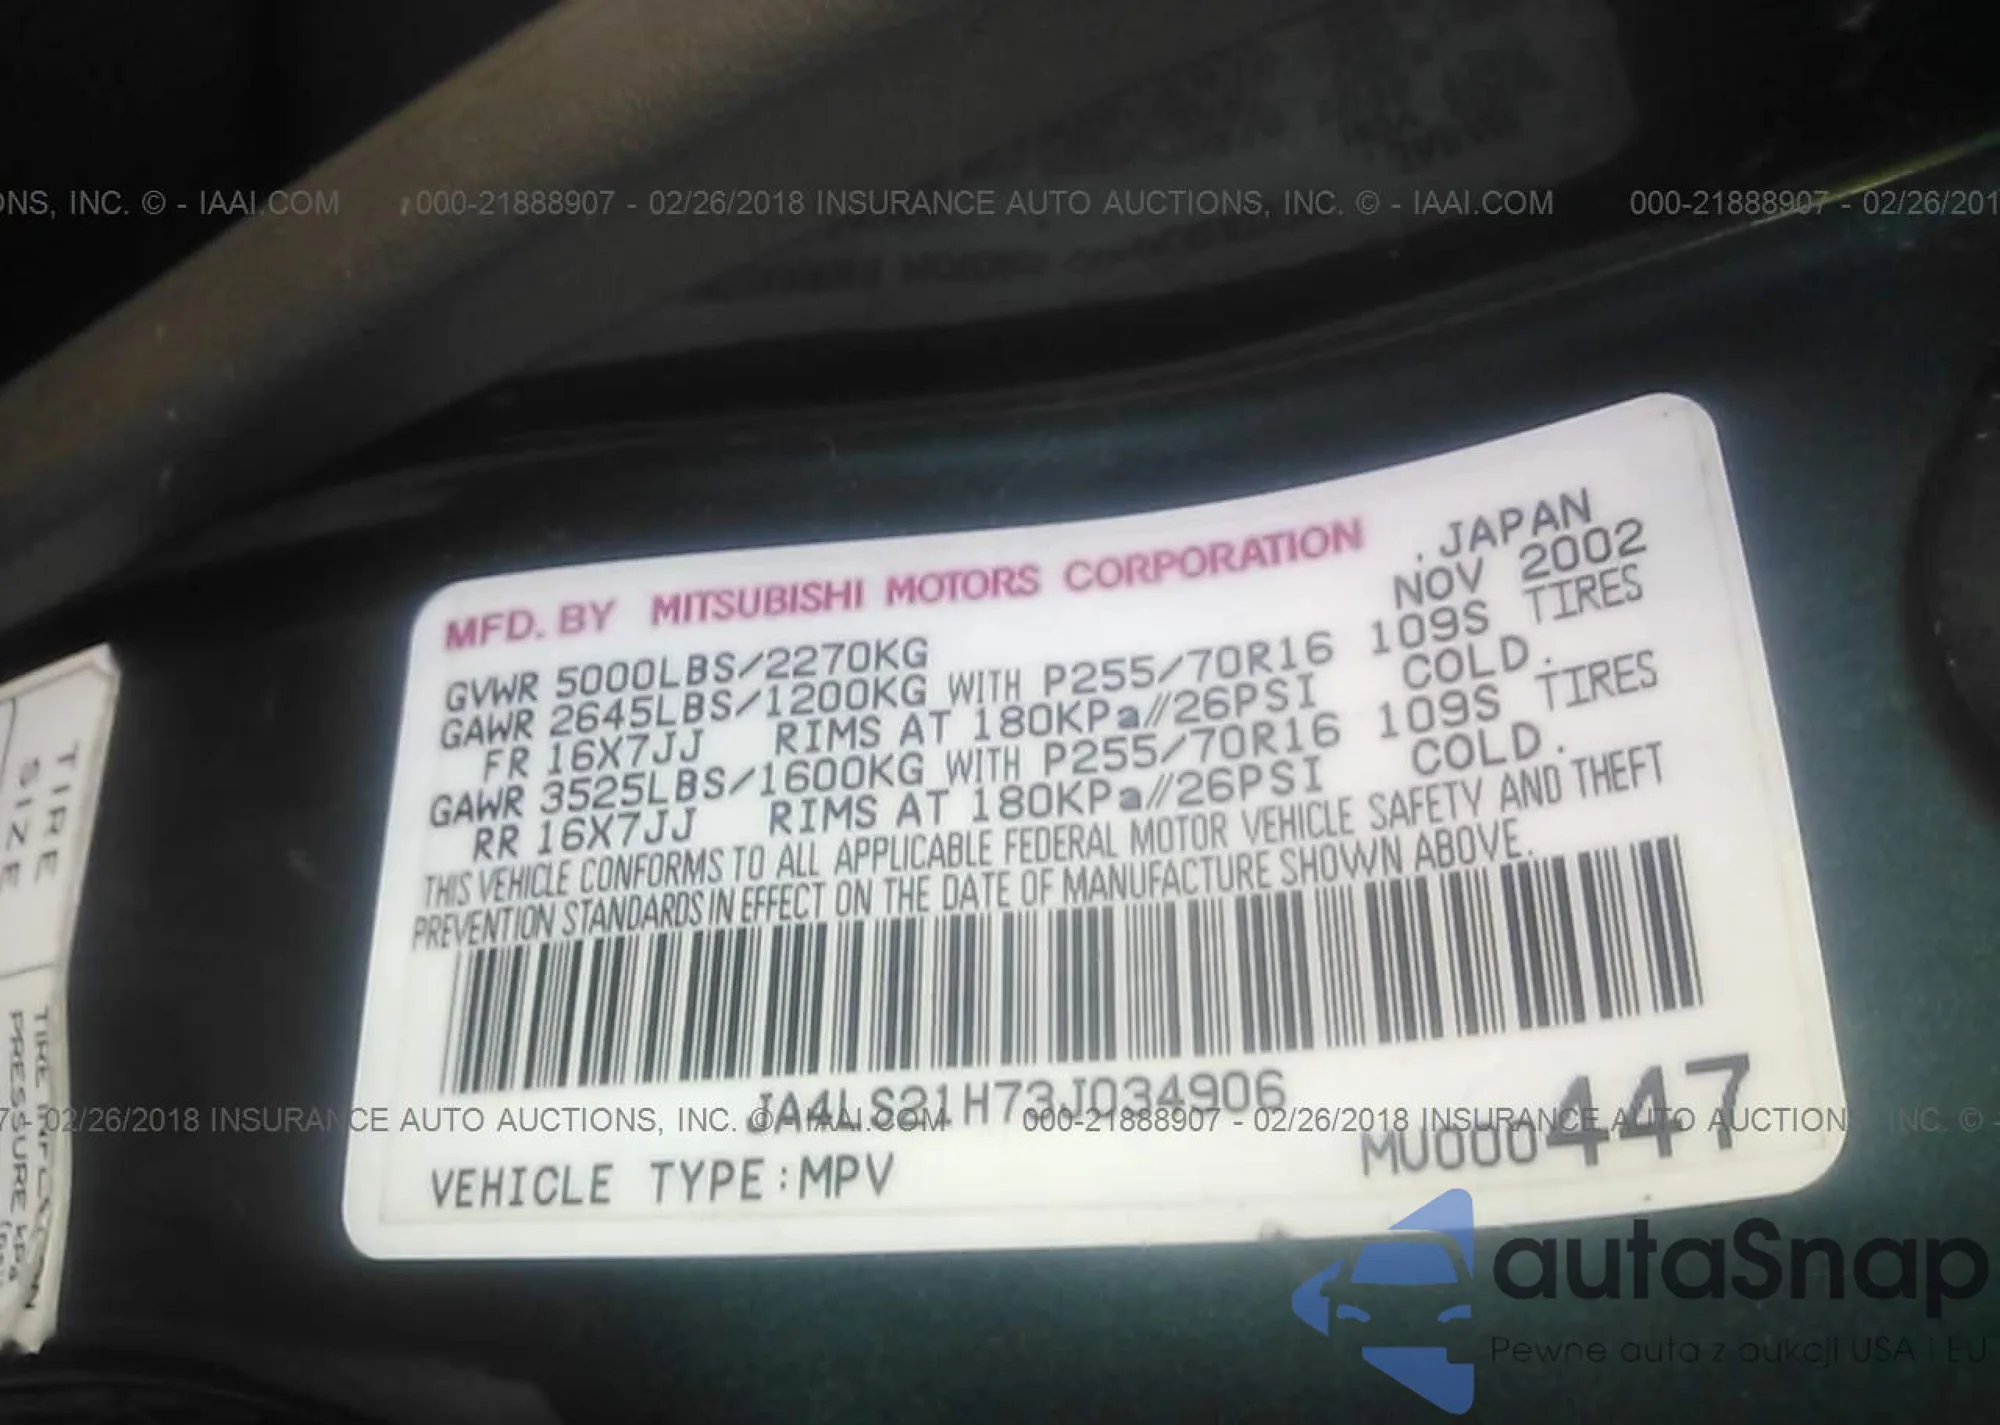 ONS, INC. © - IAAI.COM 000-21888907 - 02/26/2018 INSURANCE AUTO AUCTIONS, INC. © - IAAI.COM 000-21888907 - 02/26/201
MFD. BY MITSUBISHI MOTORS CORPORATION . JAPAN
NOV 2002
GVWR 5000LBS/2270KG
GAWR 2645LBS/1200KG WITH P255/70R16 109S TIRES
FR 16X7JJ RIMS AT 180KPa//26PSI COLD.
GAWR 3525LBS/1600KG WITH P255/70R16 109S TIRES
RR 16X7JJ RIMS AT 180KPa//26PSI COLD.
THIS VEHICLE CONFORMS TO ALL APPLICABLE FEDERAL MOTOR VEHICLE SAFETY AND THEFT
PREVENTION STANDARDS IN EFFECT ON THE DATE OF MANUFACTURE SHOWN ABOVE.
JA4LS21H73J034906
7 - 02/26/2018 INSURANCE AUTO AUCTIONS, INC. © - IAAI.COM 000-21888907 - 02/26/2018 INSURANCE AUTO AUCTIONS, INC. © -
MU000447
VEHICLE TYPE:MPV
TIRE
SIZE
TIRE INFLATION
PRESSURE kPa
autaSnap
Pewne auta z aukcji USA i EU